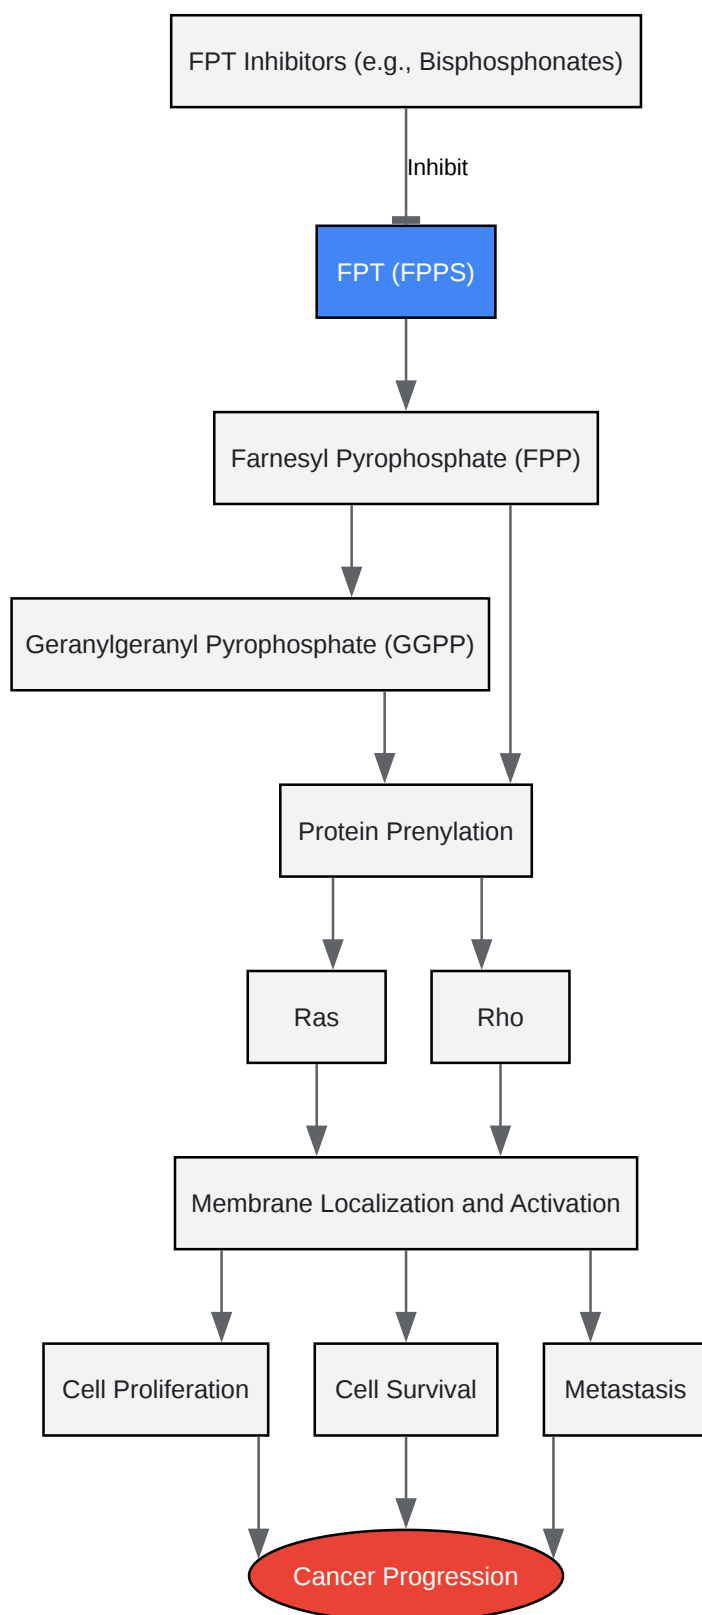 FPT Inhibitors (e.g., Bisphosphonates)
Inhibit
FPT (FPPS)
Farnesyl Pyrophosphate (FPP)
Geranylgeranyl Pyrophosphate (GGPP)
Protein Prenylation
Ras
Rho
Membrane Localization and Activation
Cell Proliferation
Cell Survival
Metastasis
Cancer Progression